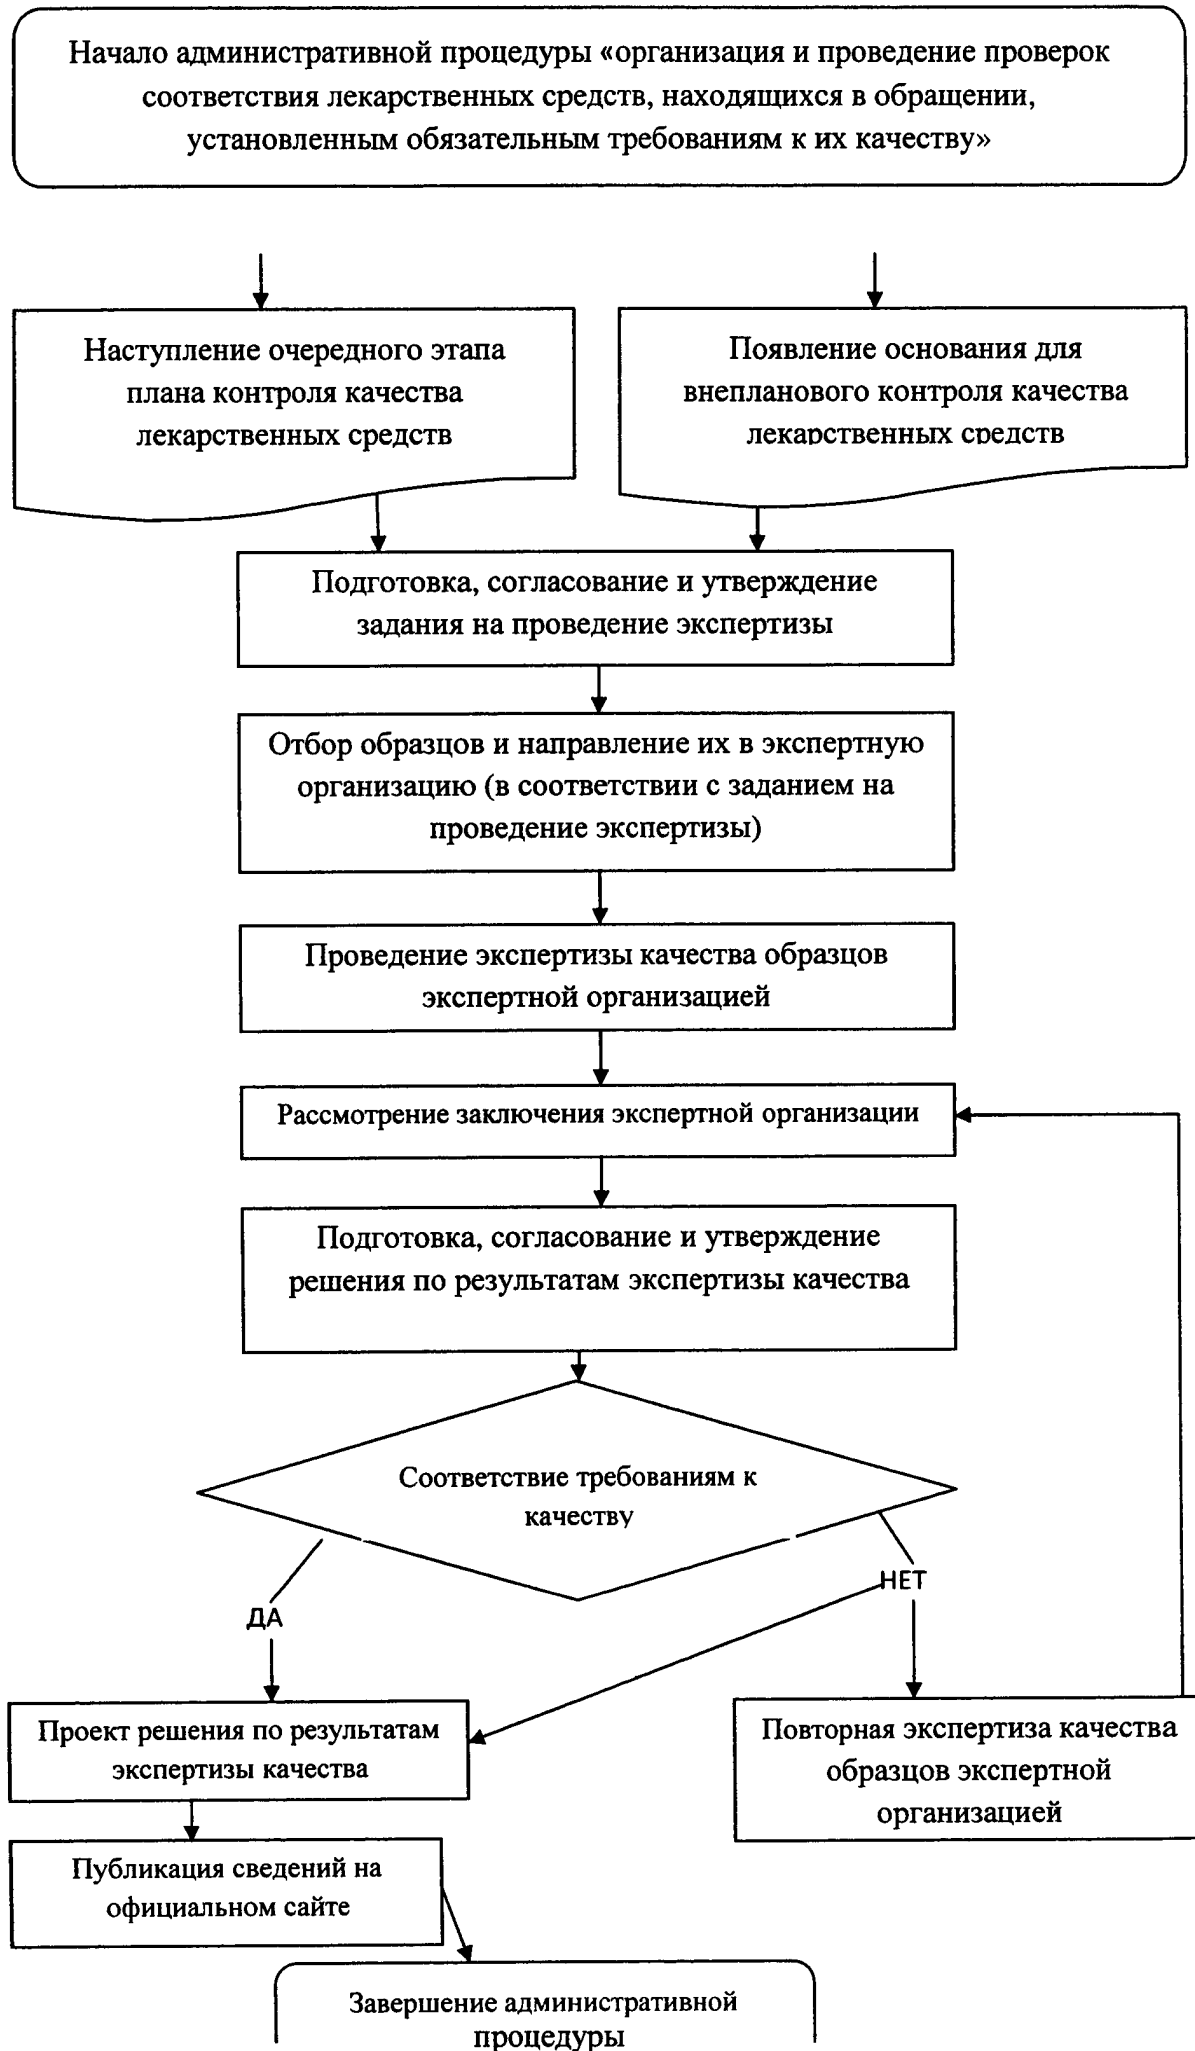 Начало административной процедуры «организация и проведение проверок
соответствия лекарственных средств, находящихся в обращении,
установленным обязательным требованиям к их качеству»
Наступление очередного этапа
плана контроля качества
лекарственных средств
Появление основания для
внепланового контроля качества
лекарственных средств
Подготовка, согласование и утверждение
задания на проведение экспертизы
Отбор образцов и направление их в экспертную
организацию (в соответствии с заданием на
проведение экспертизы)
Проведение экспертизы качества образцов
экспертной организацией
Рассмотрение заключения экспертной организации
Подготовка, согласование и утверждение
решения по результатам экспертизы качества
Соответствие требованиям к
качеству
НЕТ
ДА
Проект решения по результатам
экспертизы качества
Повторная экспертиза качества
образцов экспертной
организацией
Публикация сведений на
официальном сайте
Завершение административной
процедуры